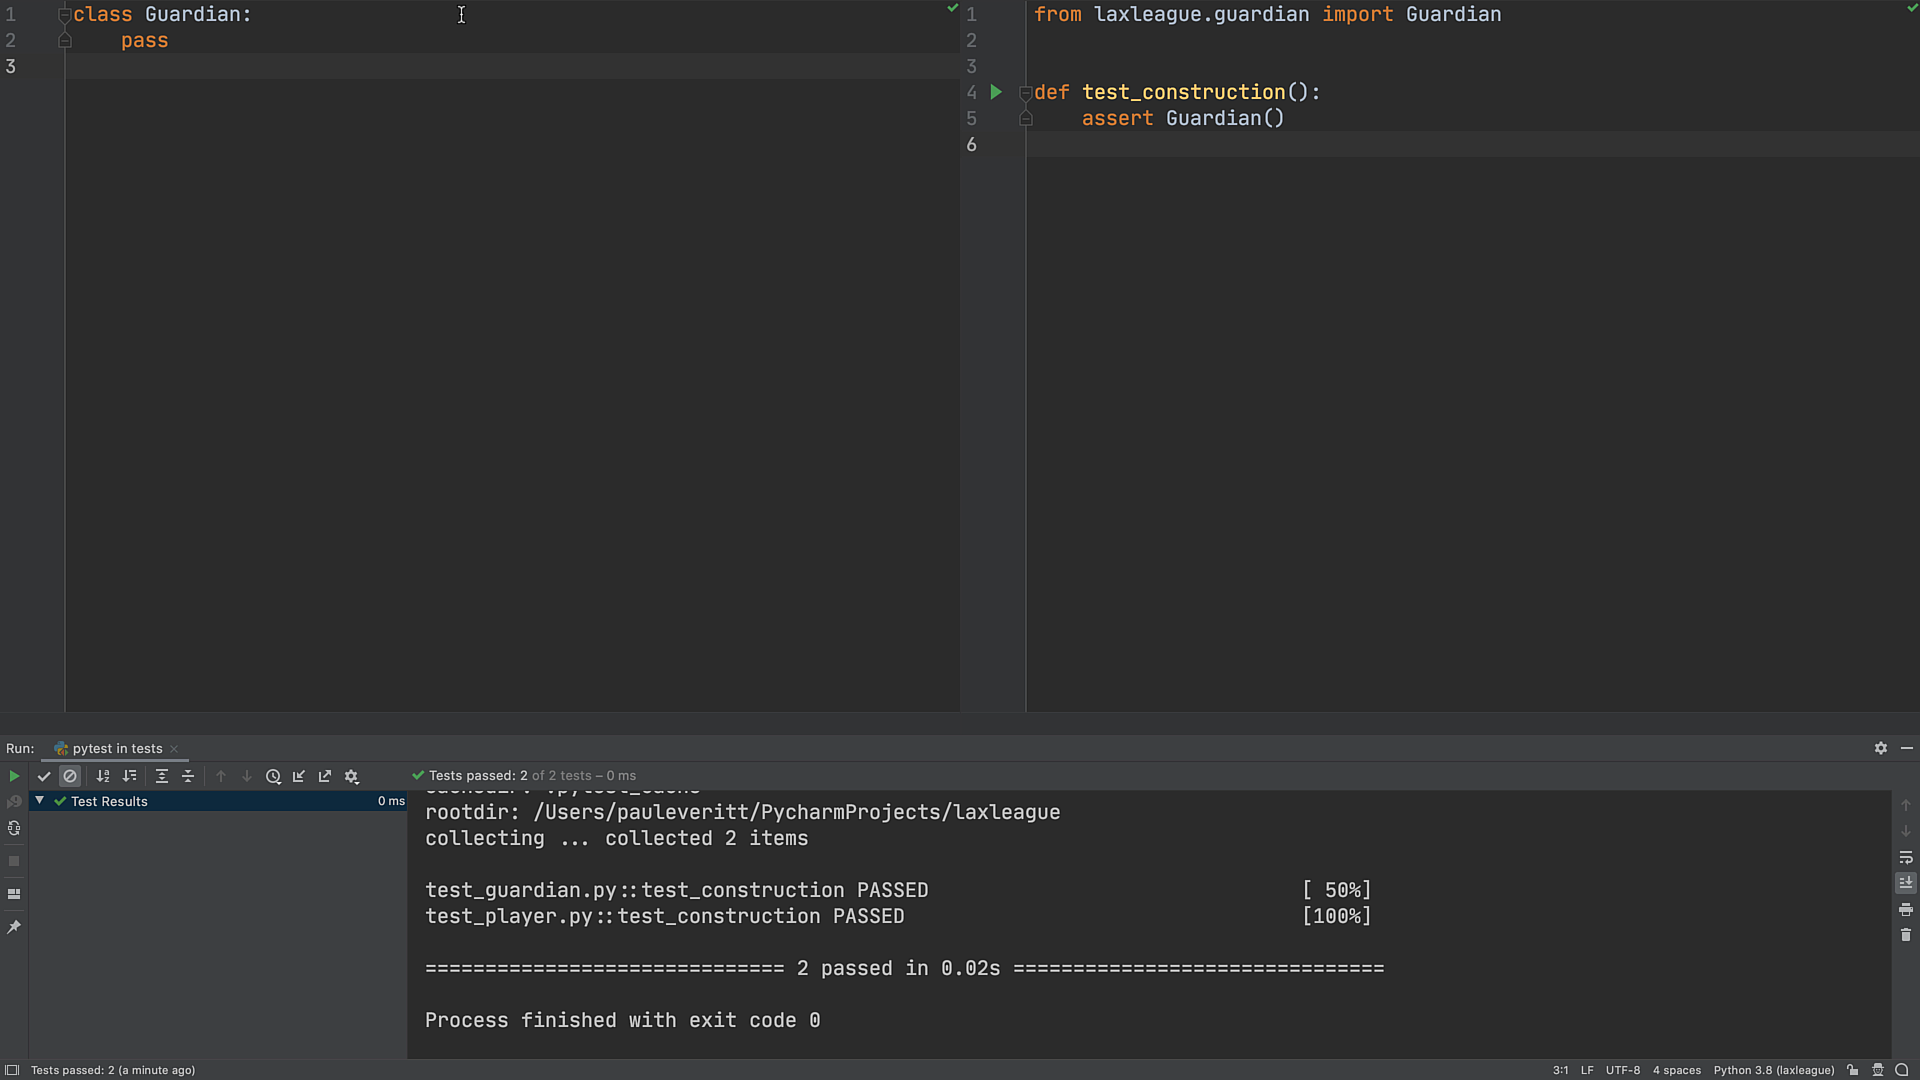 1 class Guardian:
2 pass
3
1 from laxleague.guardian import Guardian
2
3
4 def test_construction():
5 assert Guardian()
6
Run: pytest in tests
Tests passed: 2 of 2 tests – 0 ms
Test Results 0 ms
rootdir: /Users/pauleveritt/PycharmProjects/laxleague
collecting ... collected 2 items
test_guardian.py::test_construction PASSED [ 50%]
test_player.py::test_construction PASSED [100%]
============================== 2 passed in 0.02s ===============================
Process finished with exit code 0
Tests passed: 2 (a minute ago) 3:1 LF UTF-8 4 spaces Python 3.8 (laxleague)